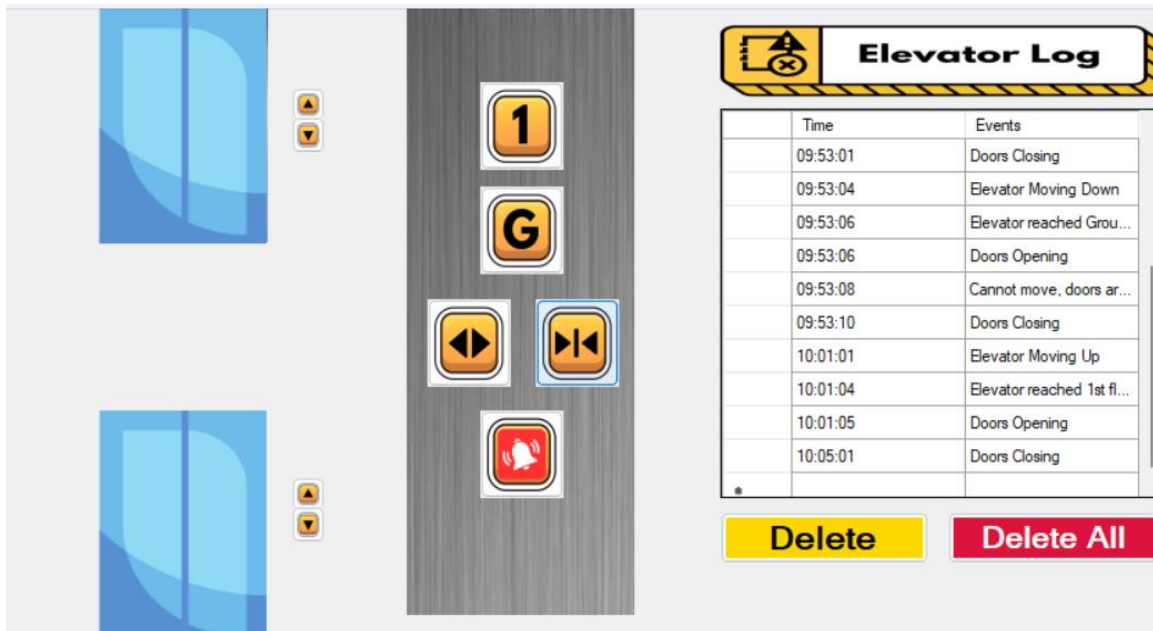 1
G
Elevator Log
Time Events
09:53:01 Doors Closing
09:53:04 Elevator Moving Down
09:53:06 Elevator reached Grou...
09:53:06 Doors Opening
09:53:08 Cannot move, doors ar...
09:53:10 Doors Closing
10:01:01 Elevator Moving Up
10:01:04 Elevator reached 1st fl...
10:01:05 Doors Opening
10:05:01 Doors Closing
Delete Delete All